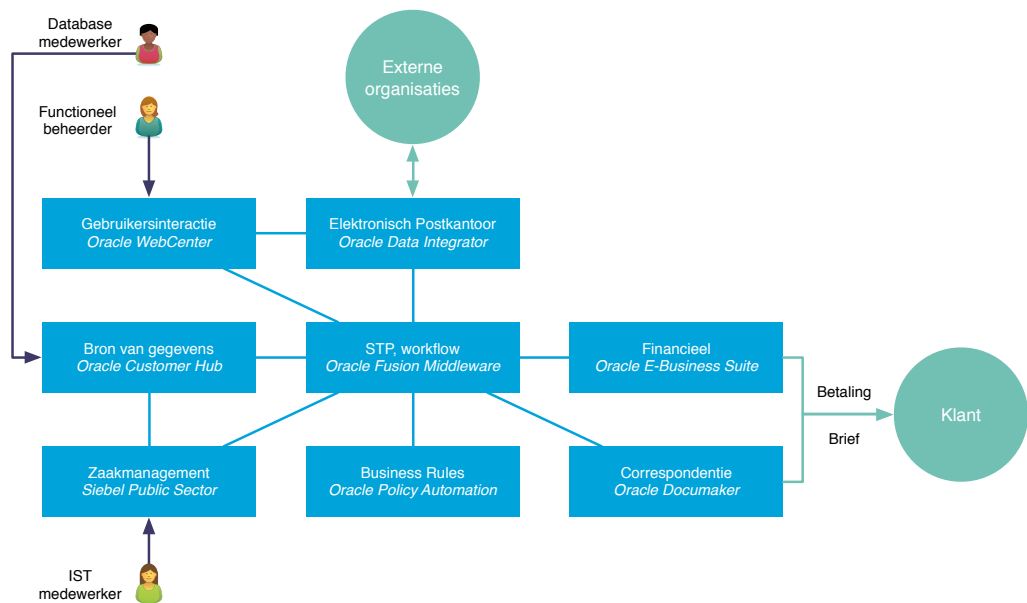 Database
medewerker
Externe
organisaties
Functioneel
beheerder
Gebruikersinteractie
Oracle WebCenter
Elektronisch Postkantoor
Oracle Data Integrator
Bron van gegevens
Oracle Customer Hub
STP, workflow
Oracle Fusion Middleware
Financieel
Oracle E-Business Suite
Betaling
Brief
Klant
Zaakmanagement
Siebel Public Sector
Business Rules
Oracle Policy Automation
Correspondentie
Oracle Documaker
IST
medewerker